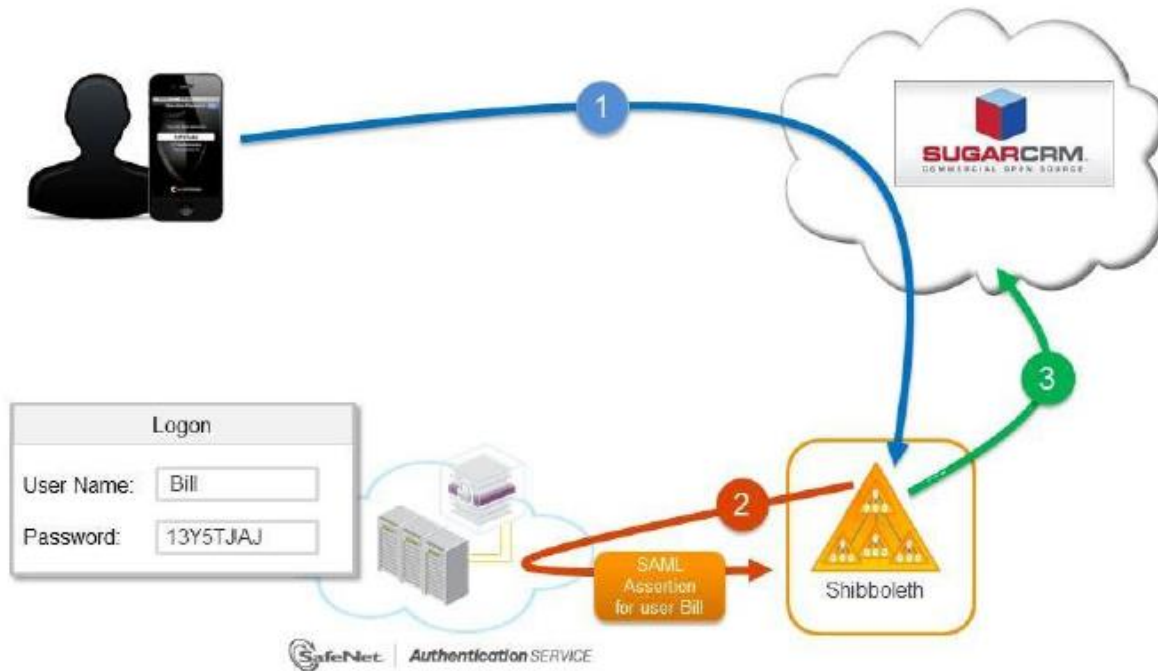 1
SUGARCRM.
COMMERCIAL OPEN SOURCE
3
Logon
User Name: Bill
Password: 13Y5TJAJ
2
SAML
Assertion
for user Bill
Shibboleth
SafeNet | Authentication SERVICE